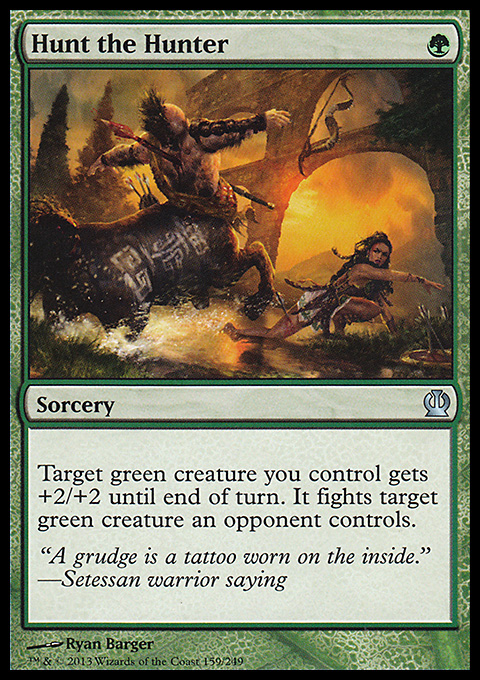 Hunt the Hunter
Sorcery
Target green creature you control gets
+2/+2 until end of turn. It fights target
green creature an opponent controls.
“A grudge is a tattoo worn on the inside.”
—Setessan warrior saying
Ryan Barger
™ & © 2013 Wizards of the Coast 159/249